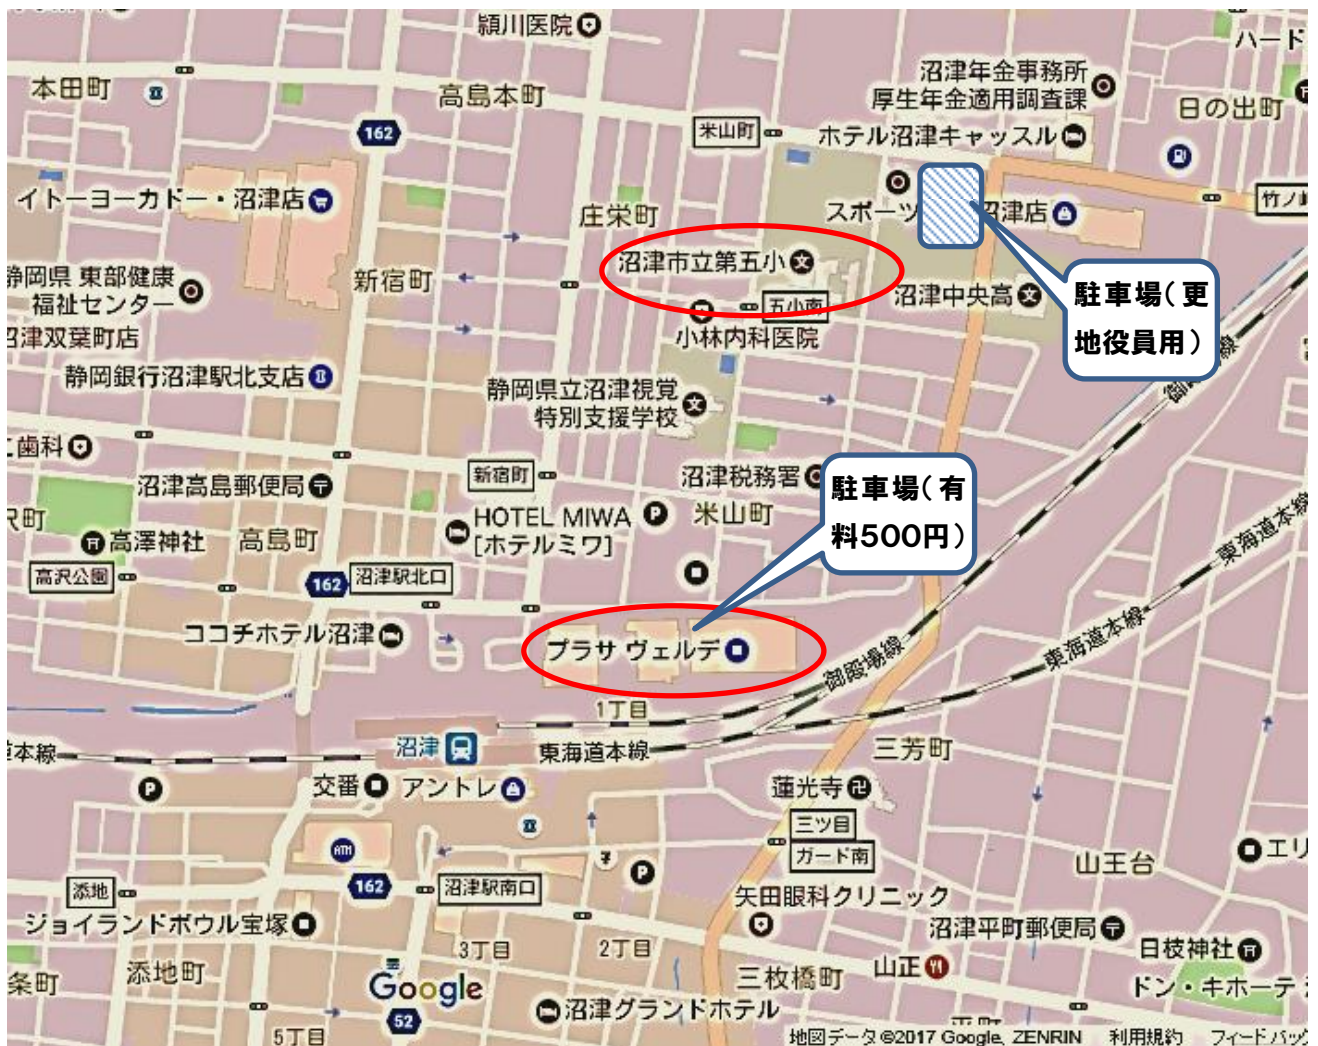 頴川医院
ハード
沼津年金事務所
厚生年金適用調査課
本田町
高島本町
日の出町
162
米山町
ホテル沼津キャッスル
イトーヨーカドー・沼津店
庄栄町
スポーツ
沼津店
沼津市立第五小
静岡県 東部健康
福祉センター
新宿町
五小南
沼津中央高
駐車場(更
地役員用)
沼津双葉町店
小林内科医院
静岡銀行沼津駅北支店
静岡県立沼津視覚
特別支援学校
歯科
新宿町
沼津税務署
沼津高島郵便局
駐車場(有
料500円)
HOTEL MIWA
[ホテルミワ]
米山町
高澤神社
高島町
東海道本線
高沢公園
162
沼津駅北口
ココチホテル沼津
プラサ ヴェルデ
御殿場線
東海道本線
1丁目
本線
沼津
東海道本線
三芳町
交番
アントレ
蓮光寺
三ツ目
ガード南
ATM
山王台
エリ
添地
162
沼津駅南口
矢田眼科クリニック
ジョイランドボウル宝塚
3丁目
2丁目
沼津平町郵便局
日枝神社
条町
添地町
Google
三枚橋町
山正
ドン・キホーテ
52
沼津グランドホテル
5丁目
地図データ ©2017 Google, ZENRIN
利用規約
フィードバック